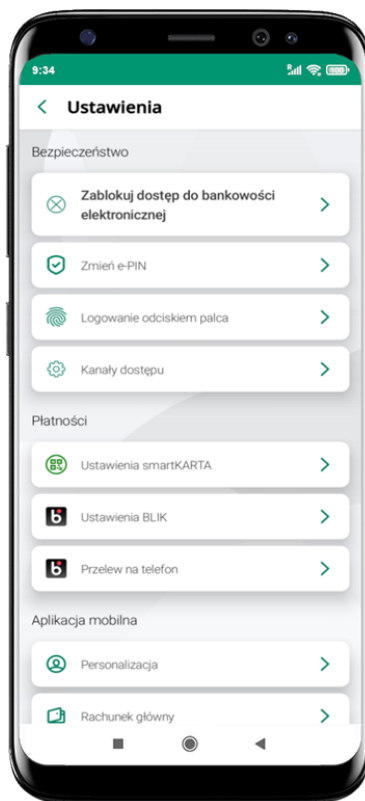 9:34
Ustawienia
Bezpieczeństwo
Zablokuj dostęp do bankowości
elektronicznej
Zmień e-PIN
Logowanie odciskiem palca
Kanały dostępu
Płatności
Ustawienia smartKARTA
Ustawienia BLIK
Przelew na telefon
Aplikacja mobilna
Personalizacja
Rachunek główny